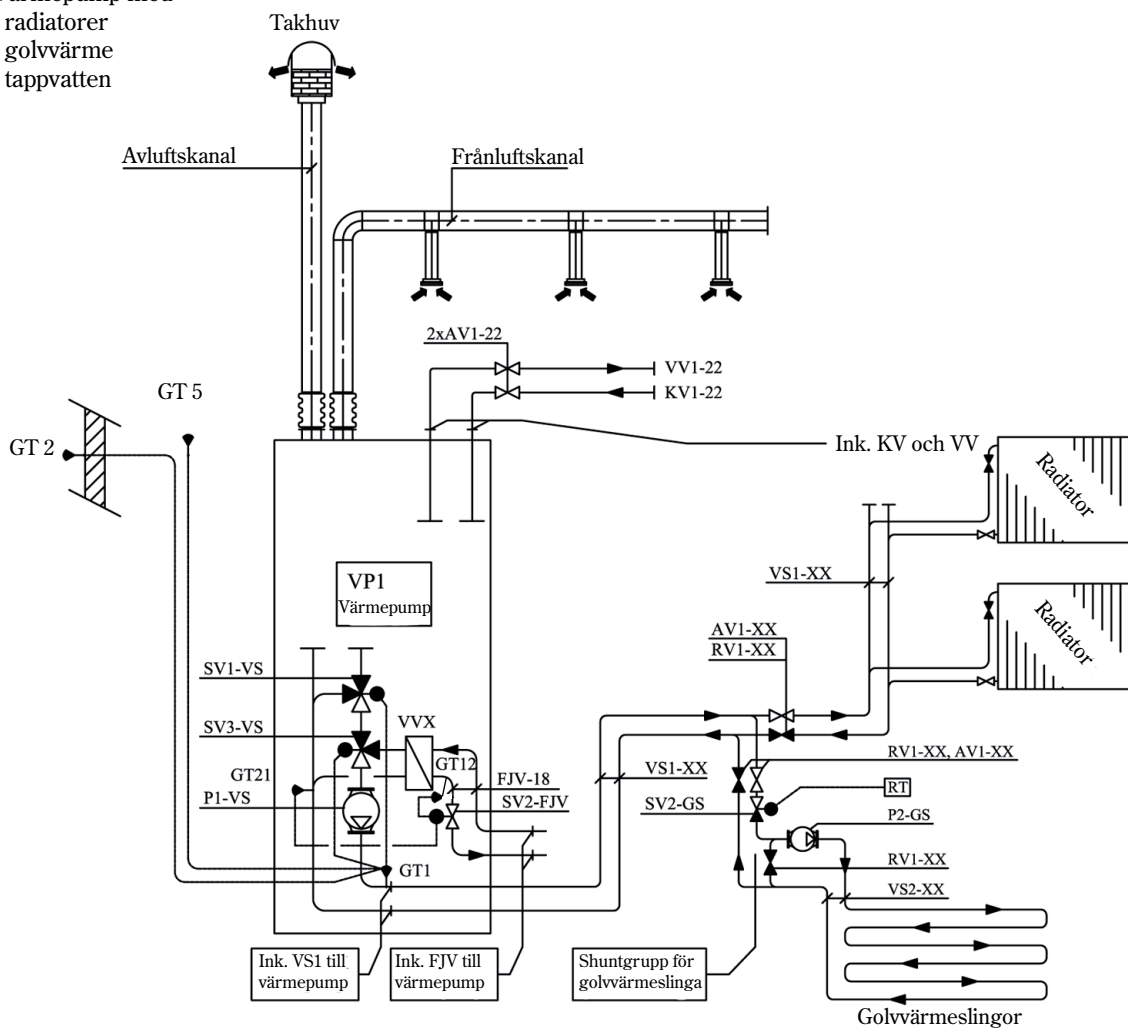 radiatorer
golvvärme
tappvatten
Takhuv
Avluftskanal
Frånluftskanal
2xAV1-22
VV1-22
KV1-22
GT 5
GT 2
Ink. KV och VV
Radiator
VP1
Värmepump
VS1-XX
Radiator
AV1-XX
RV1-XX
SV1-VS
SV3-VS
VVX
GT12
GT21
FJV-18
VS1-XX
RV1-XX, AV1-XX
P1-VS
SV2-FJV
SV2-GS
RT
P2-GS
GT1
RV1-XX
VS2-XX
Ink. VS1 till
värmepump
Ink. FJV till
värmepump
Shuntgrupp för
golvvärmeslinga
Golvvärmeslingor